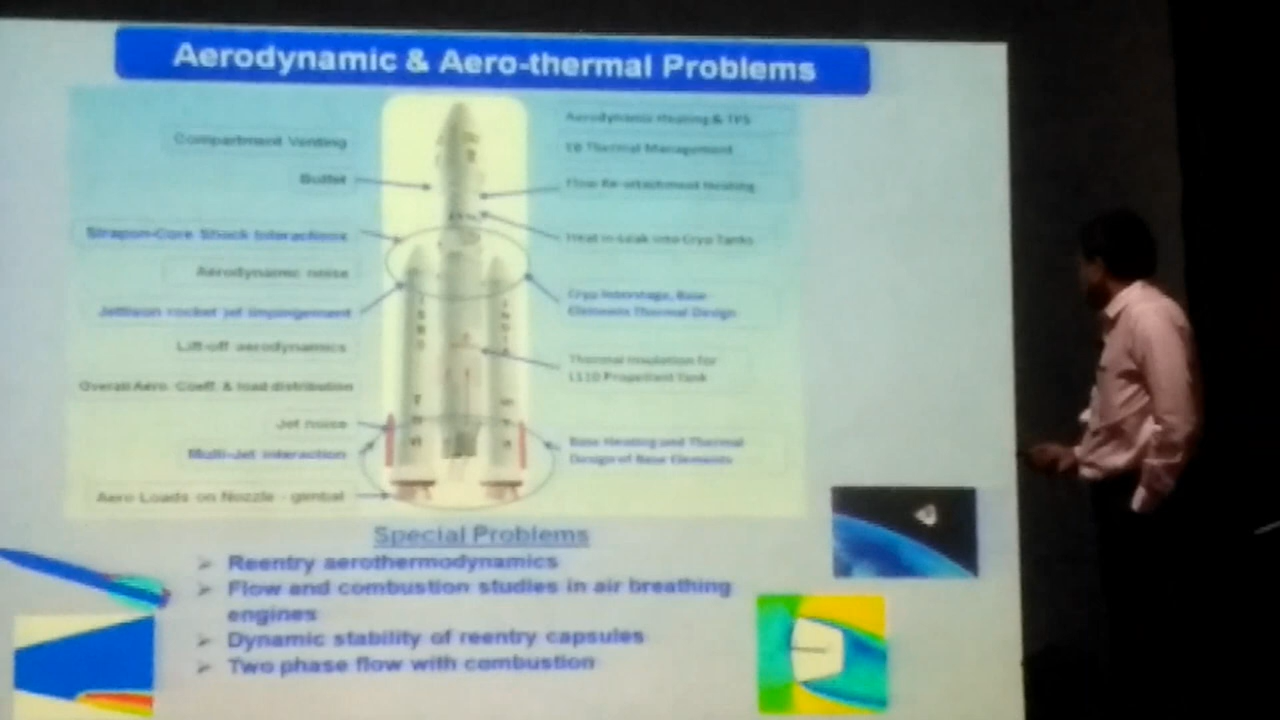 Aerodynamic & Aero-thermal Problems
Compartment Venting
Buffet
Strapon-Core Shock Interactions
Aerodynamic noise
Jettison rocket jet impingement
Lift-off aerodynamics
Overall Aero. Coeff. & load distribution
Jet noise
Multi-Jet interaction
Aero Loads on Nozzle - gimbal
Aerodynamic Heating & TPS
EB Thermal Management
Flow Re-attachment Heating
Heat in-Leak into Cryo Tanks
Cryo Interstage, Base
Elements Thermal Design
Thermal Insulation for
L110 Propellant Tank
Base Heating and Thermal
Design of Base Elements
Special Problems
➢ Reentry aerothermodynamics
➢ Flow and combustion studies in air breathing
engines
➢ Dynamic stability of reentry capsules
➢ Two phase flow with combustion